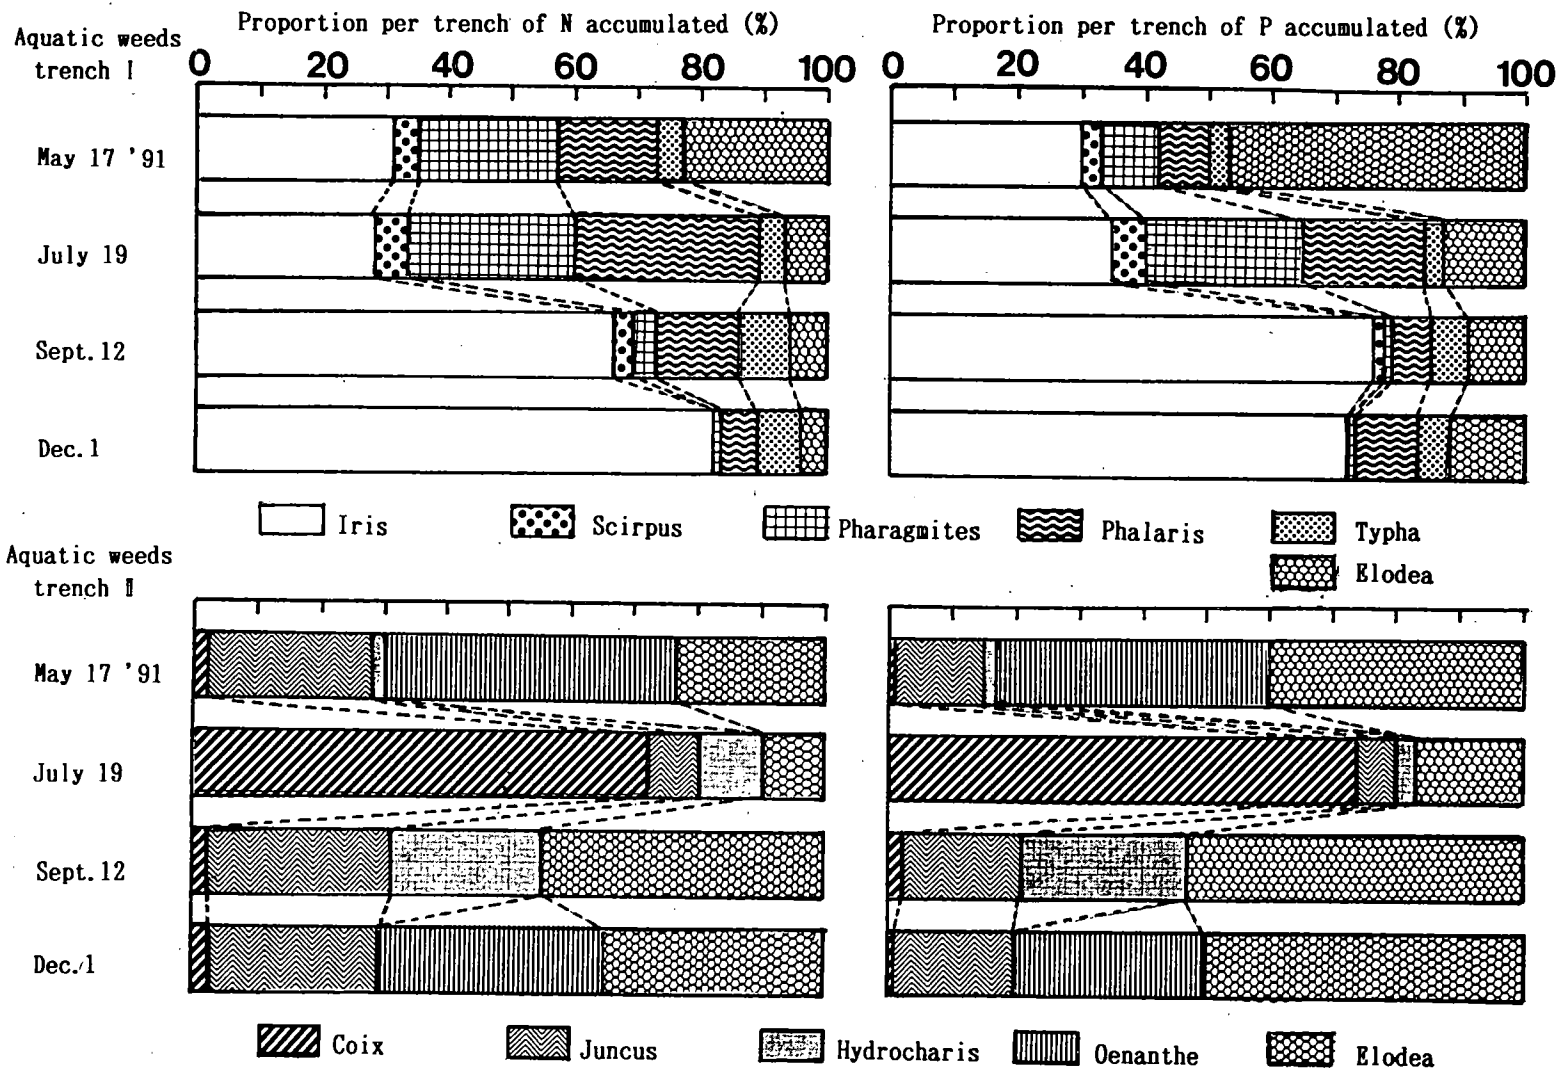 Proportion per trench of N accumulated (%)
Proportion per trench of P accumulated (%)
Aquatic weeds
trench Ⅰ
0 20 40 60 80 100
0 20 40 60 80 100
May 17 '91
July 19
Sept. 12
Dec. 1
Iris
Scirpus
Pharagmites
Phalaris
Typha
Elodea
Aquatic weeds
trench Ⅱ
May 17 '91
July 19
Sept. 12
Dec. 1
Coix
Juncus
Hydrocharis
Oenanthe
Elodea